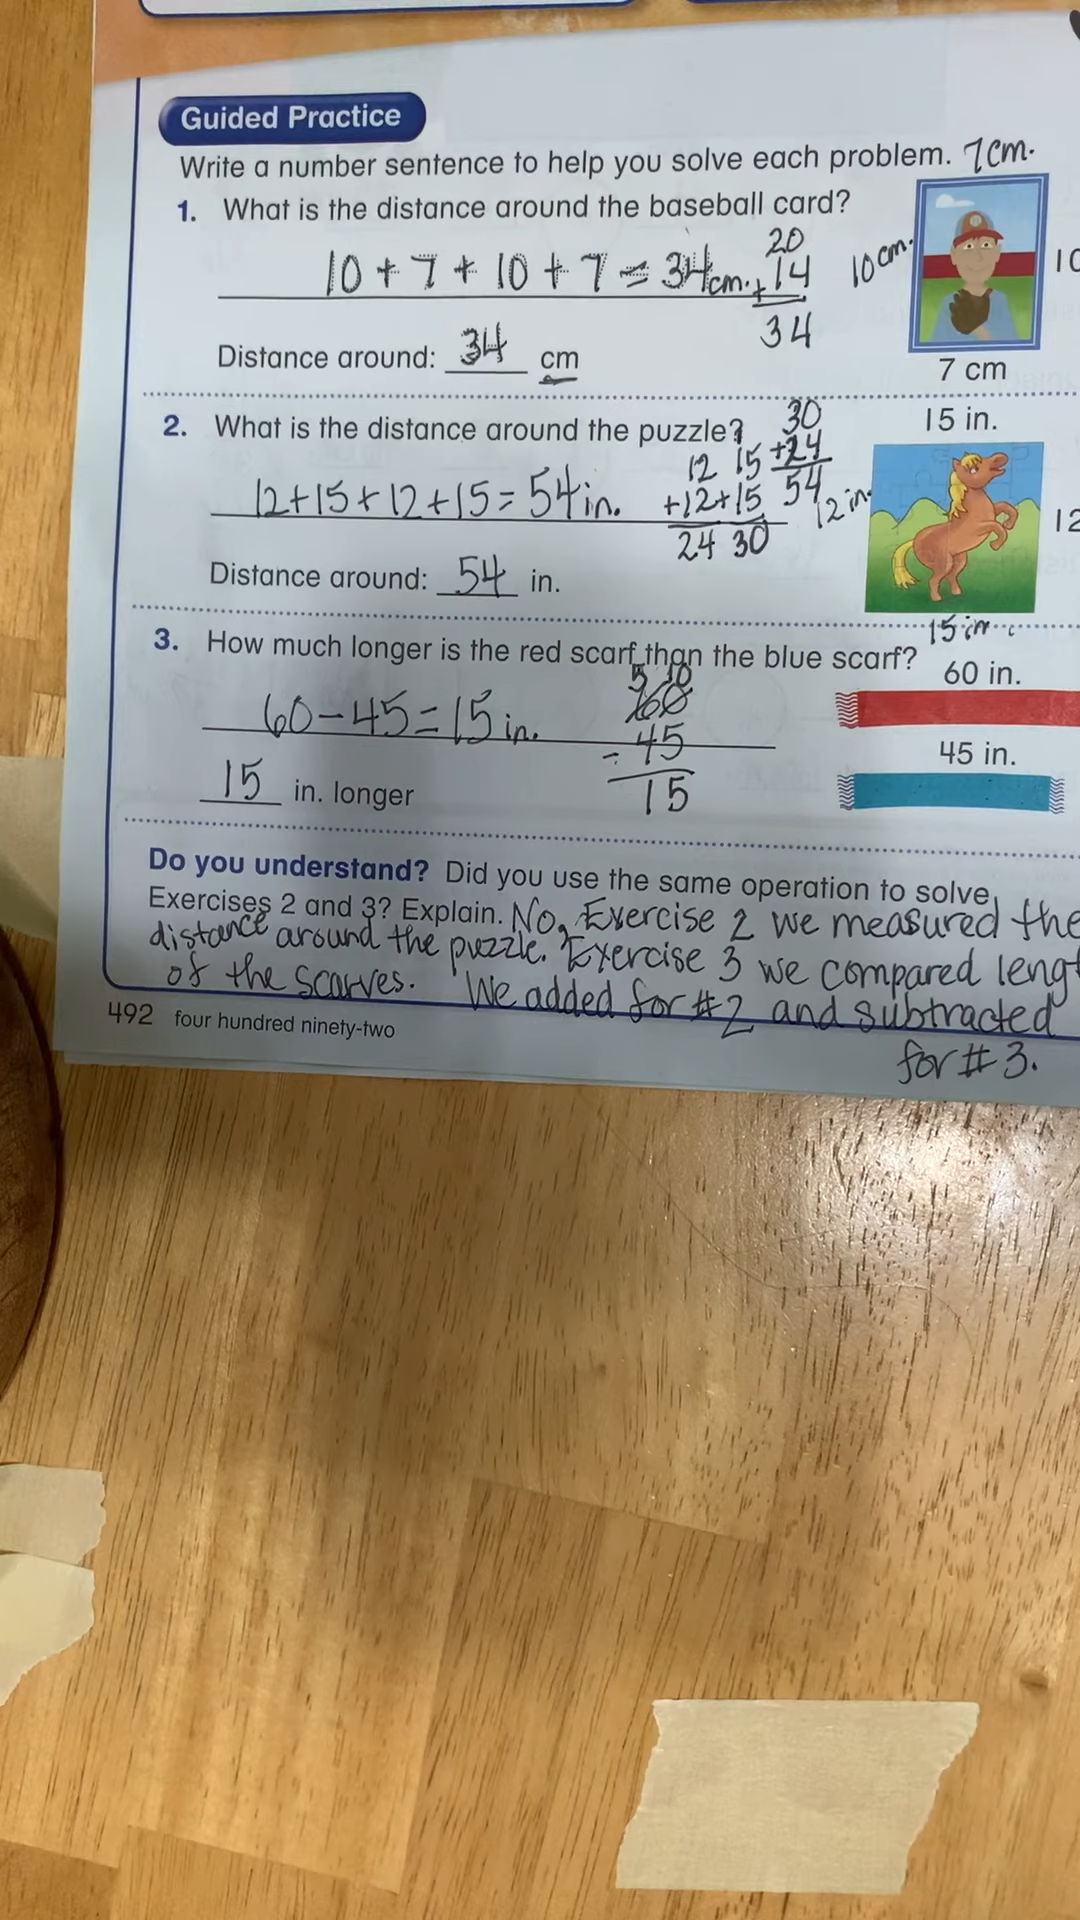 Guided Practice
Write a number sentence to help you solve each problem. 7cm.
1. What is the distance around the baseball card?
10 + 7 + 10 + 7 = 34cm.
20
+14
34
10cm.
10
Distance around: 34 cm
7 cm
2. What is the distance around the puzzle?
15 in.
12+15+12+15=54in.
12 15
+12+15
24 30
30
+24
54
12in.
12
Distance around: 54 in.
15in
3. How much longer is the red scarf than the blue scarf?
60 in.
60-45=15in.
5 10
60
- 45
15
45 in.
15 in. longer
Do you understand? Did you use the same operation to solve
Exercises 2 and 3? Explain. No, Exercise 2 we measured the
distance around the puzzle. Exercise 3 we compared lengt
of the scarves. We added for #2 and subtracted
for #3.
492 four hundred ninety-two